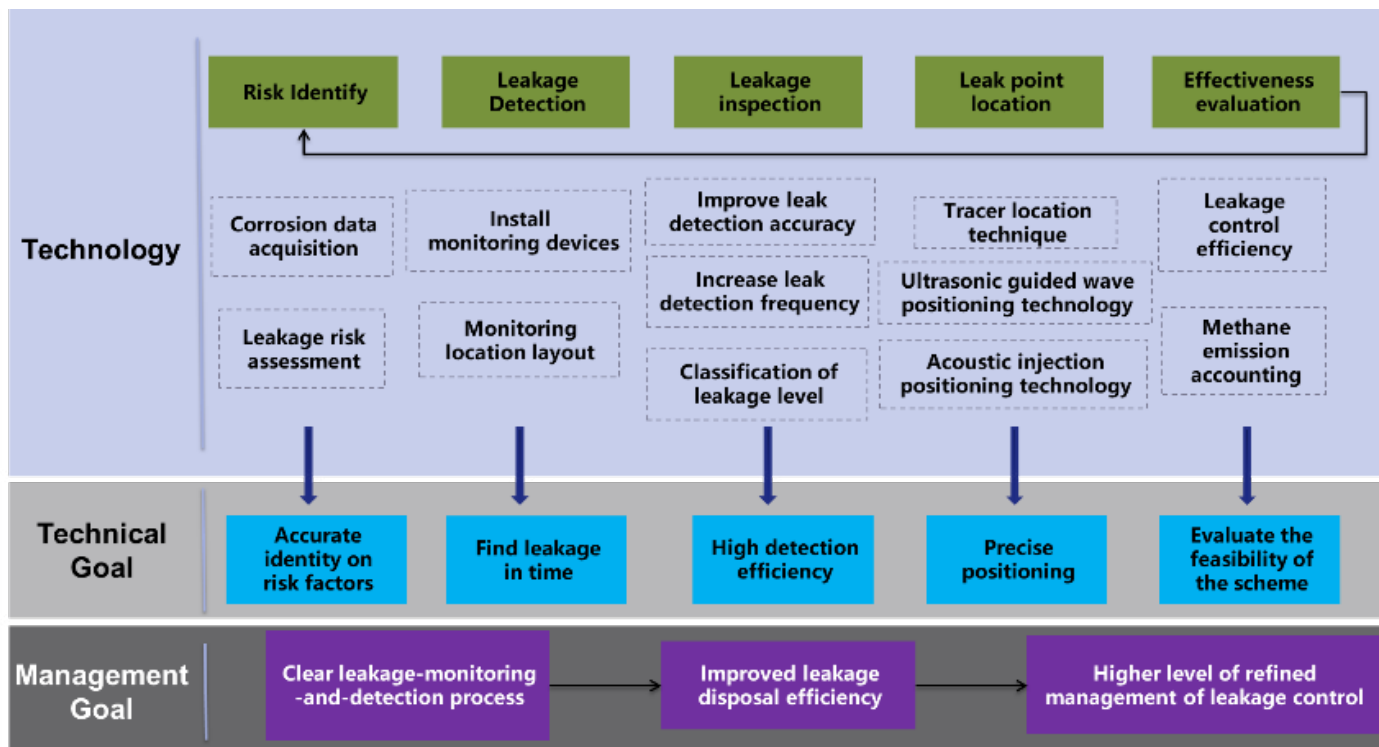 Technology
Risk Identify
Leakage
Detection
Leakage
inspection
Leak point
location
Effectiveness
evaluation
Corrosion data
acquisition
Leakage risk
assessment
Install
monitoring devices
Monitoring
location layout
Improve leak
detection accuracy
Increase leak
detection frequency
Classification of
leakage level
Tracer location
technique
Ultrasonic guided wave
positioning technology
Acoustic injection
positioning technology
Leakage
control
efficiency
Methane
emission
accounting
Technical
Goal
Accurate
identity on
risk factors
Find leakage
in time
High detection
efficiency
Precise
positioning
Evaluate the
feasibility of
the scheme
Management
Goal
Clear leakage-monitoring
-and-detection process
Improved leakage
disposal efficiency
Higher level of refined
management of leakage control